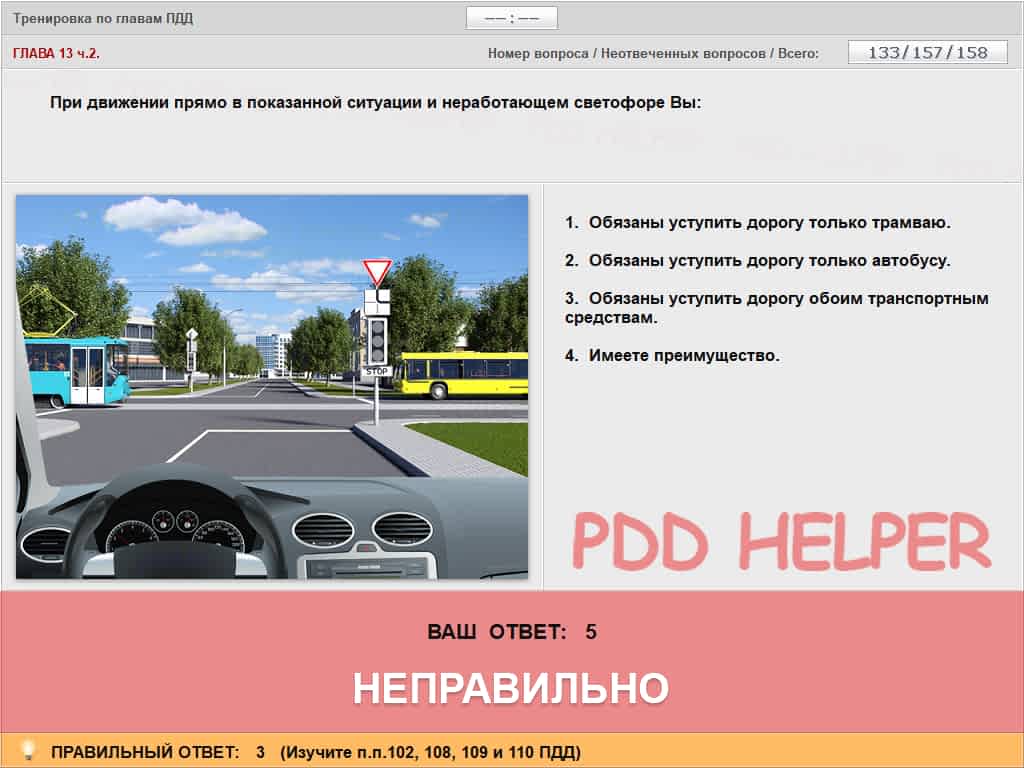 Тренировка по главам ПДД
—— : ——
ГЛАВА 13 ч.2.
Номер вопроса / Неотвеченных вопросов / Всего:
133/157/158
При движении прямо в показанной ситуации и неработающем светофоре Вы:
1. Обязаны уступить дорогу только трамваю.
2. Обязаны уступить дорогу только автобусу.
3. Обязаны уступить дорогу обоим транспортным
средствам.
4. Имеете преимущество.
STOP
PDD HELPER
ВАШ ОТВЕТ: 5
НЕПРАВИЛЬНО
ПРАВИЛЬНЫЙ ОТВЕТ: 3 (Изучите п.п.102, 108, 109 и 110 ПДД)